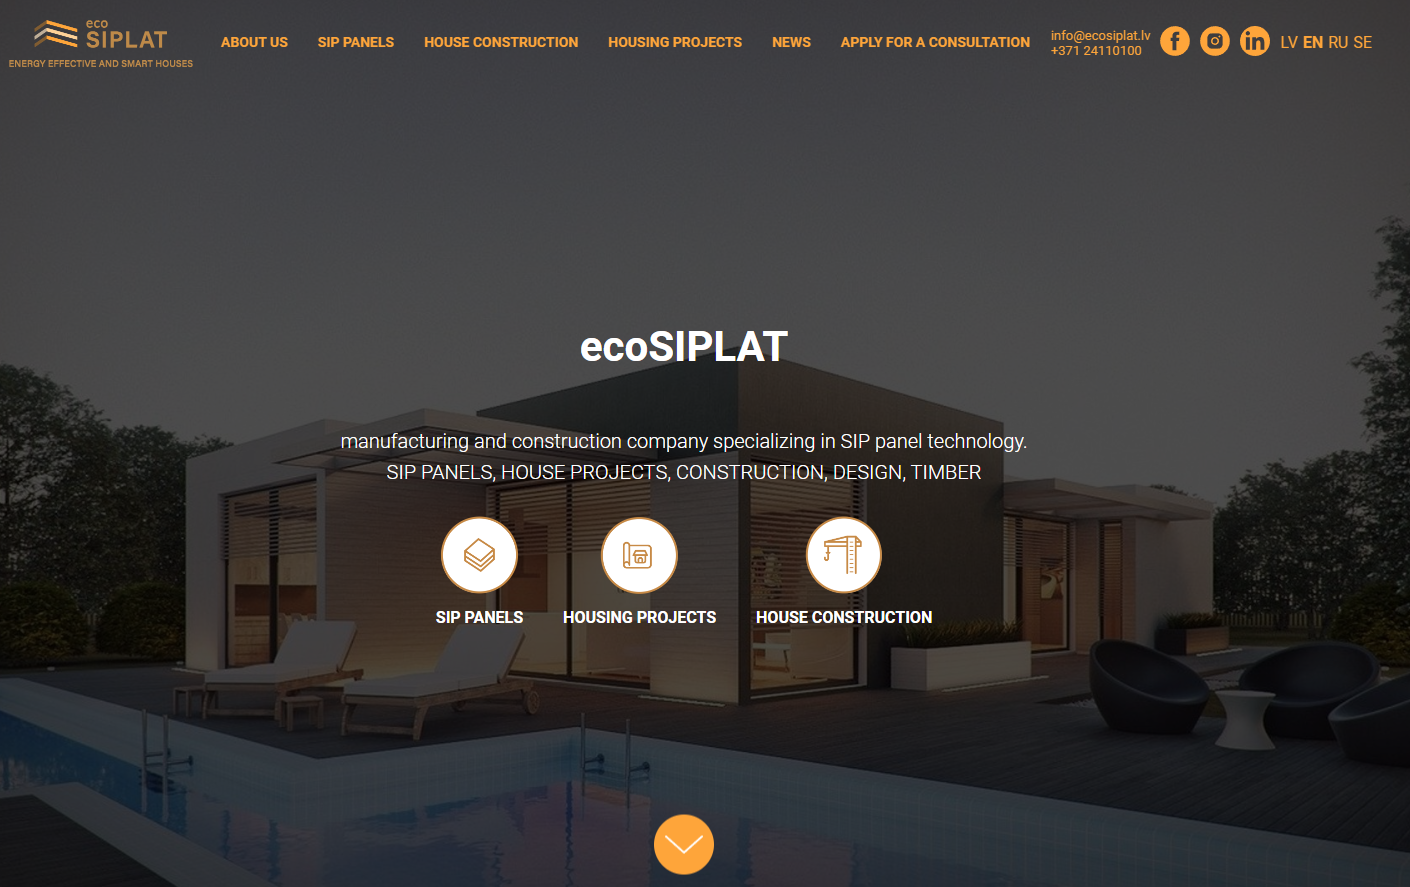 eco
SIPLAT
ENERGY EFFECTIVE AND SMART HOUSES
ABOUT US
SIP PANELS
HOUSE CONSTRUCTION
HOUSING PROJECTS
NEWS
APPLY FOR A CONSULTATION
info@ecosiplat.lv
+371 24110100
LV EN RU SE
ecoSIPLAT
manufacturing and construction company specializing in SIP panel technology.
SIP PANELS, HOUSE PROJECTS, CONSTRUCTION, DESIGN, TIMBER
SIP PANELS
HOUSING PROJECTS
HOUSE CONSTRUCTION